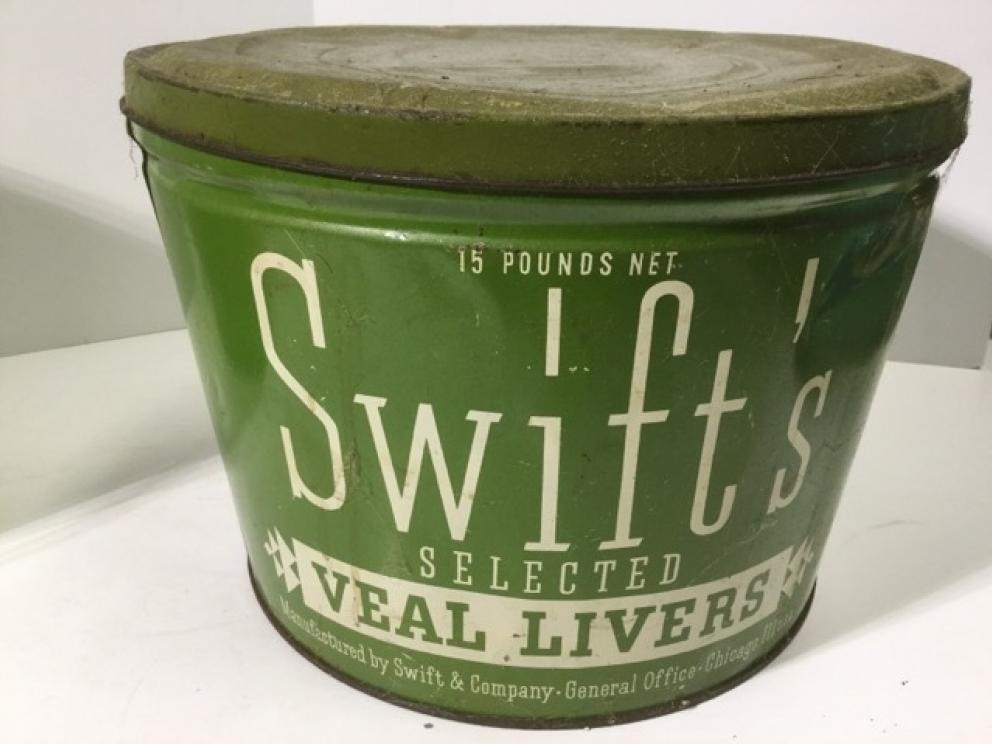 15 POUNDS NET
Swift's
SELECTED
VEAL LIVERS
Manufactured by Swift & Company · General Office · Chicago